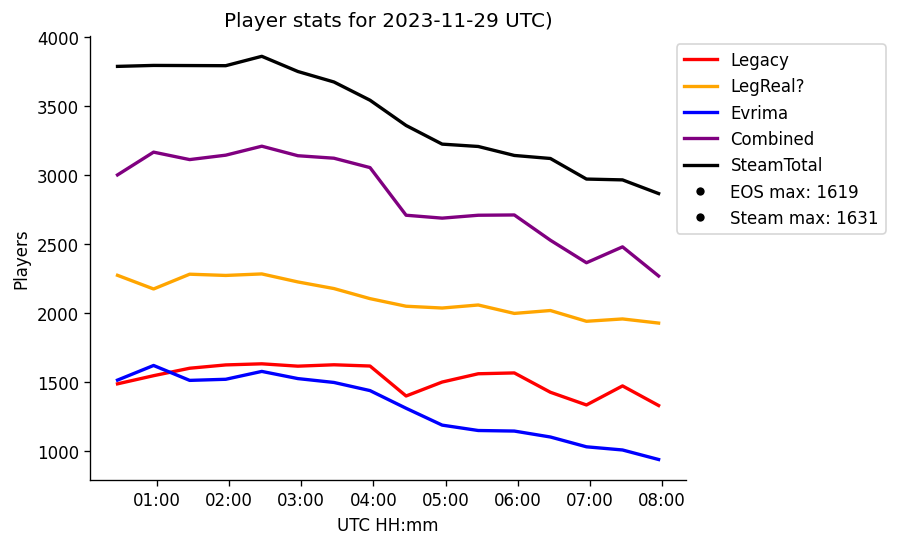 Player stats for 2023-11-29 UTC)
4000
3500
3000
2500
2000
1500
1000
Players
01:00 02:00 03:00 04:00 05:00 06:00 07:00 08:00
UTC HH:mm
Legacy
LegReal?
Evrima
Combined
SteamTotal
EOS max: 1619
Steam max: 1631